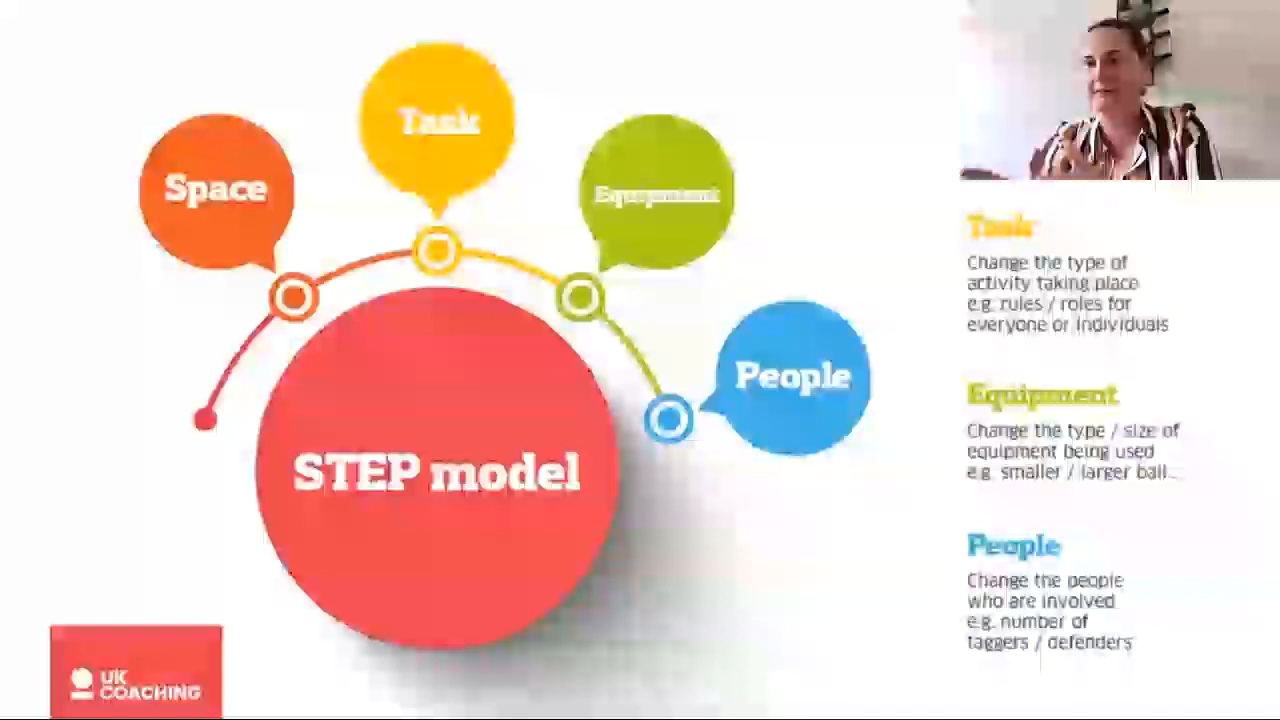 Space
Task
Equipment
People
STEP model
Task
Change the type of
activity taking place
e.g. rules / roles for
everyone or individuals
Equipment
Change the type / size of
equipment being used
e.g. smaller / larger ball...
People
Change the people
who are involved
e.g. number of
taggers / defenders
UK
COACHING